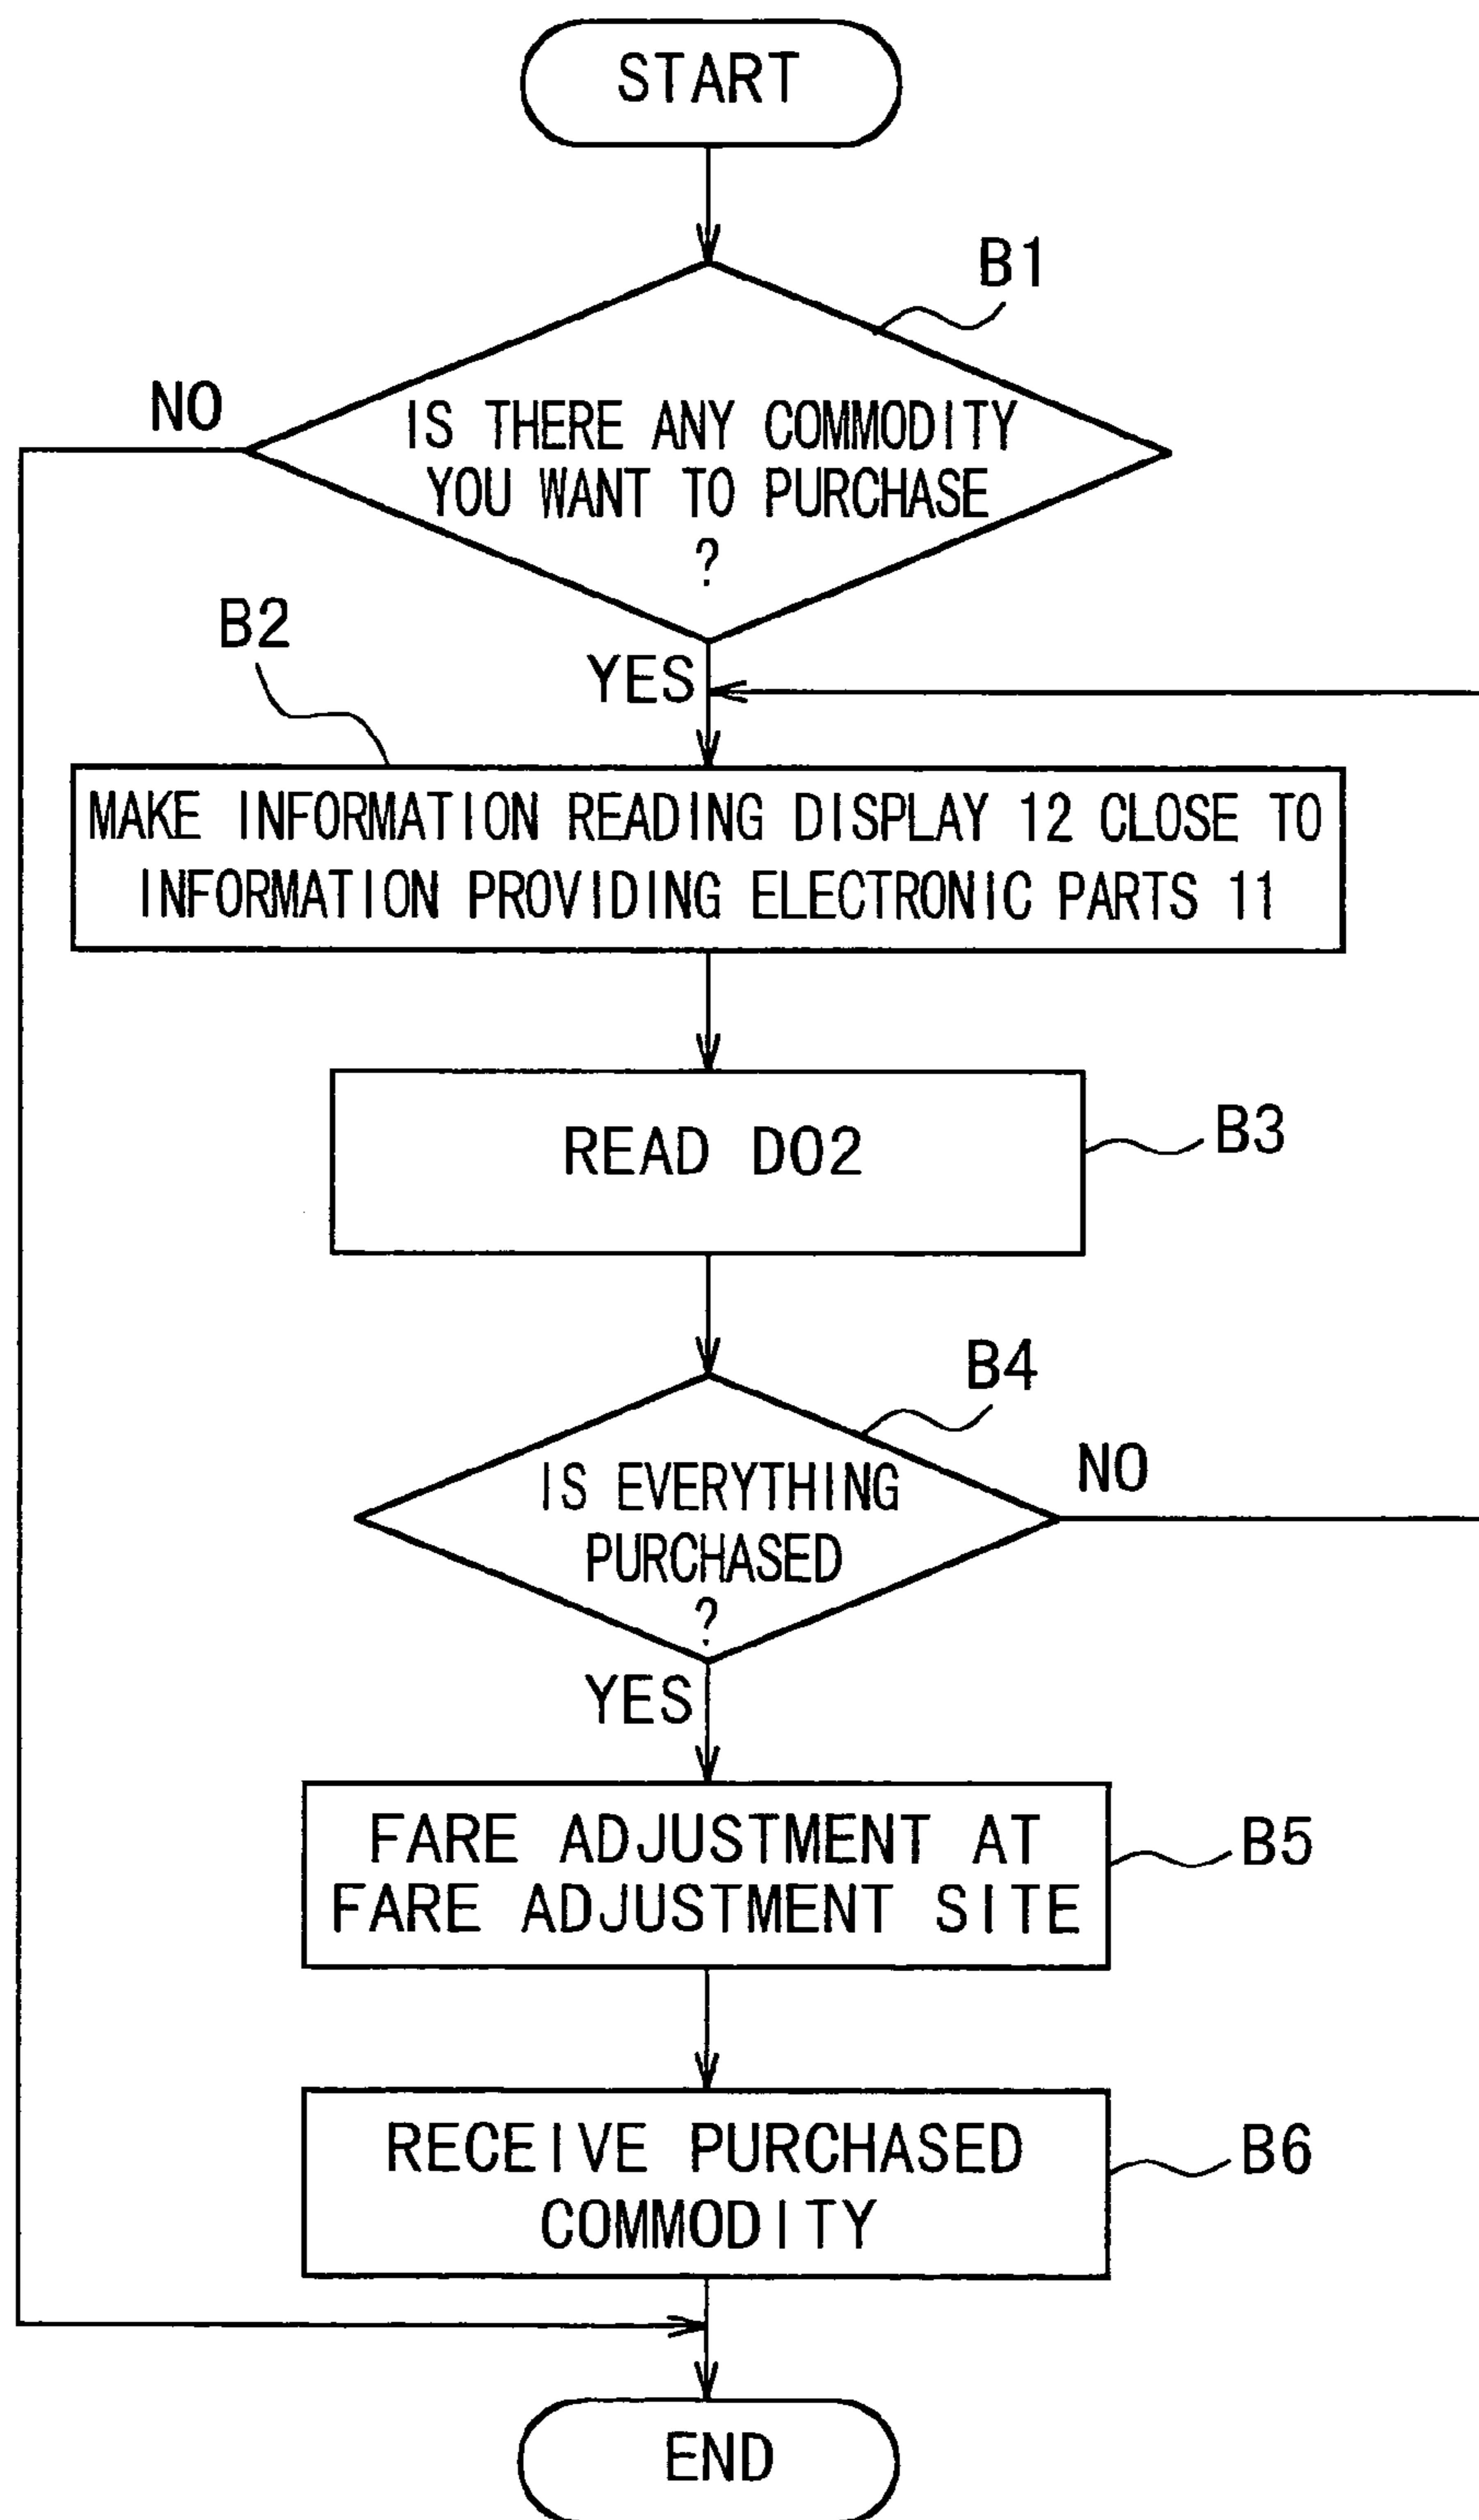 START
B1
NO
IS THERE ANY COMMODITY
YOU WANT TO PURCHASE
?
B2
YES
MAKE INFORMATION READING DISPLAY 12 CLOSE TO
INFORMATION PROVIDING ELECTRONIC PARTS 11
READ DO2
B3
B4
NO
IS EVERYTHING
PURCHASED
?
YES
FARE ADJUSTMENT AT
FARE ADJUSTMENT SITE
B5
RECEIVE PURCHASED
COMMODITY
B6
END